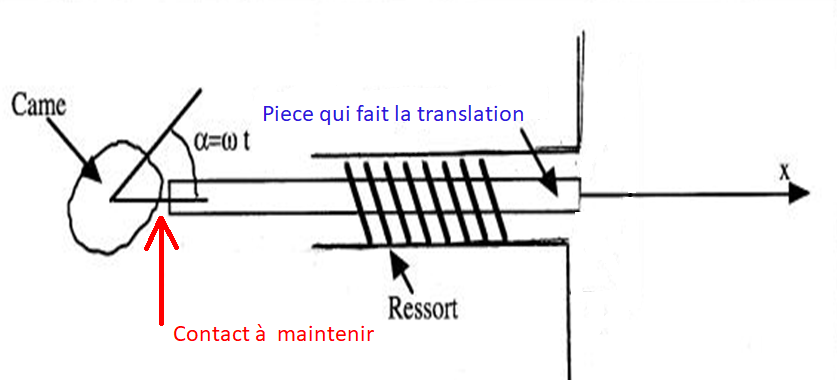 Came
α=ω t
Piece qui fait la translation
x
Ressort
Contact à maintenir